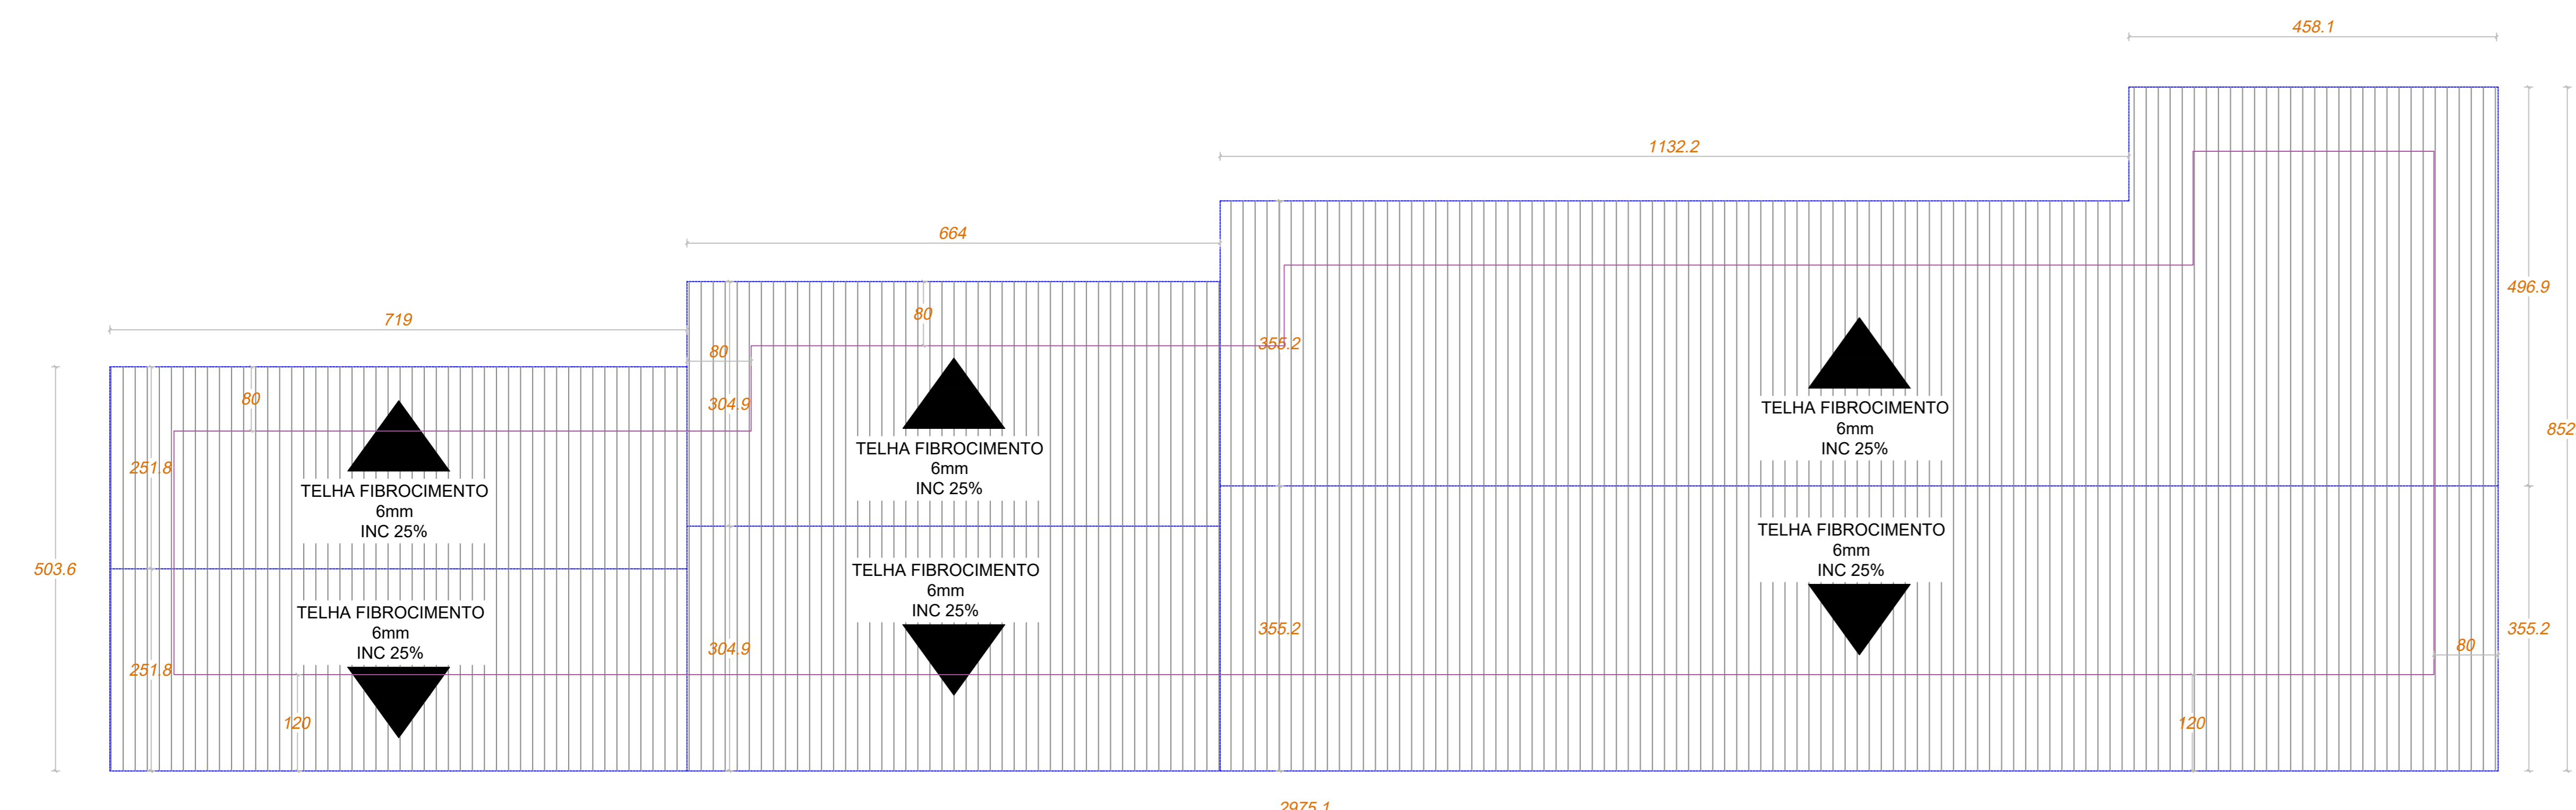 458.1
1132.2
664
719
80
80
80
304.9
355.2
251.8
503.6
496.9
852
TELHA FIBROCIMENTO
6mm
INC 25%
TELHA FIBROCIMENTO
6mm
INC 25%
TELHA FIBROCIMENTO
6mm
INC 25%
TELHA FIBROCIMENTO
6mm
INC 25%
TELHA FIBROCIMENTO
6mm
INC 25%
TELHA FIBROCIMENTO
6mm
INC 25%
251.8
304.9
355.2
355.2
80
120
120
2975.1